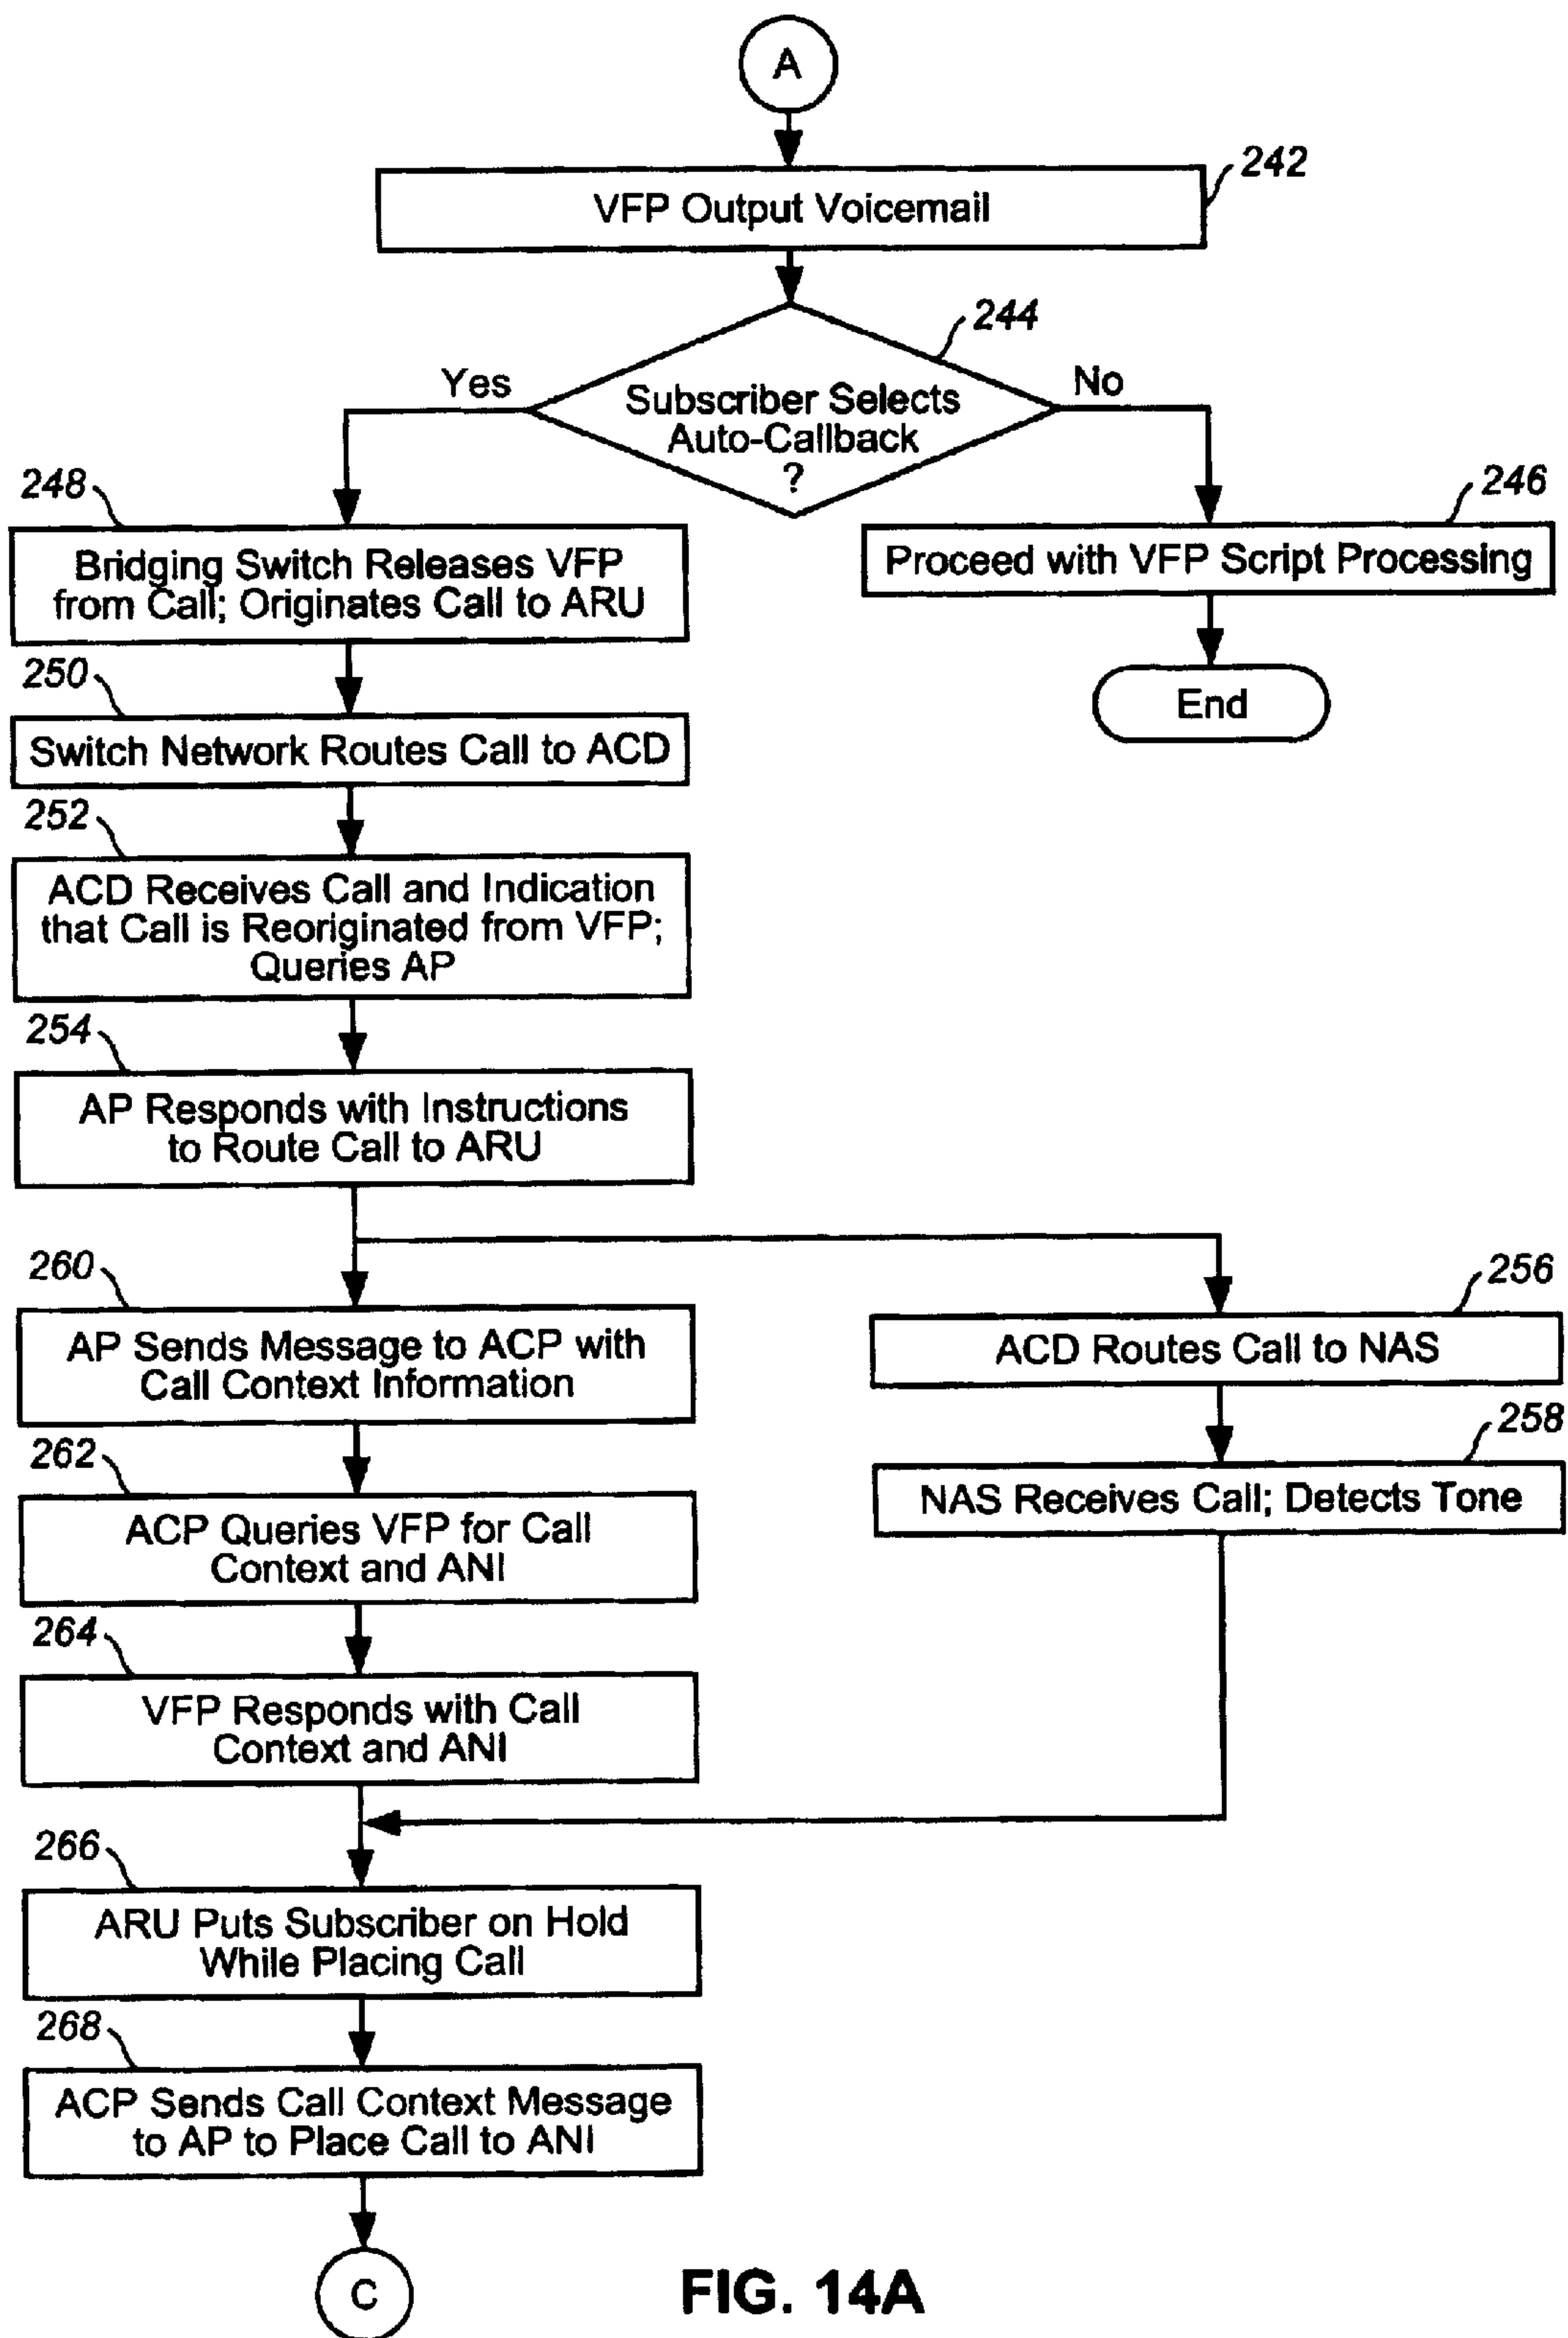 A
242
VFP Output Voicemail
244
Yes
No
Subscriber Selects
Auto-Callback
?
248
246
Bridging Switch Releases VFP
from Call; Originates Call to ARU
Proceed with VFP Script Processing
250
End
Switch Network Routes Call to ACD
252
ACD Receives Call and Indication
that Call is Reoriginated from VFP;
Queries AP
254
AP Responds with Instructions
to Route Call to ARU
260
256
AP Sends Message to ACP with
Call Context Information
ACD Routes Call to NAS
262
258
ACP Queries VFP for Call
Context and ANI
NAS Receives Call; Detects Tone
264
VFP Responds with Call
Context and ANI
266
ARU Puts Subscriber on Hold
While Placing Call
268
ACP Sends Call Context Message
to AP to Place Call to ANI
C
FIG. 14A